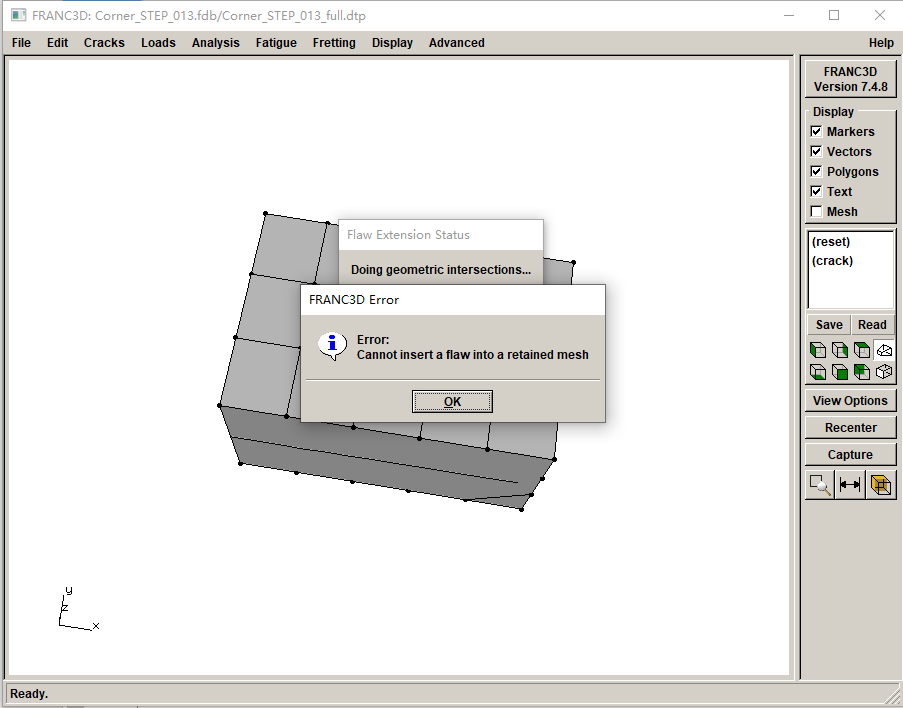 FRANC3D: Corner_STEP_013.fdb/Corner_STEP_013_full.dtp
File Edit Cracks Loads Analysis Fatigue Fretting Display Advanced Help
FRANC3D
Version 7.4.8
Display
Markers
Vectors
Polygons
Text
Mesh
(reset)
(crack)
Save Read
View Options
Recenter
Capture
Flaw Extension Status
Doing geometric intersections...
FRANC3D Error
Error:
Cannot insert a flaw into a retained mesh
OK
y
z
x
Ready.